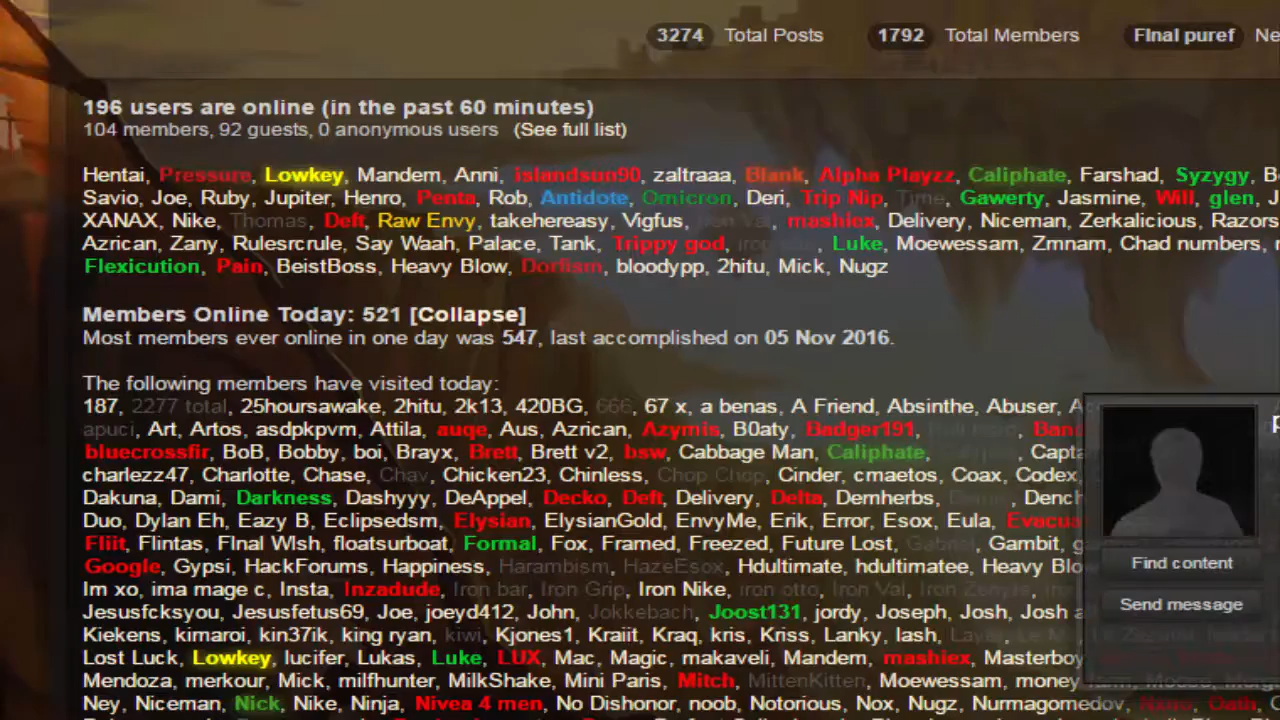 3274 Total Posts 1792 Total Members FInal puref
196 users are online (in the past 60 minutes)
104 members, 92 guests, 0 anonymous users (See full list)
Hentai, Pressure, Lowkey, Mandem, Anni, islandsun90, zaltraaa, Blank, Alpha Playzz, Caliphate, Farshad, Syzygy,
Savio, Joe, Ruby, Jupiter, Henro, Penta, Rob, Antidote, Omicron, Deri, Trip Nip, Time, Gawerty, Jasmine, Will, glen,
XANAX, Nike, Thomas, Deft, Raw Envy, takehereasy, Vigfus, Iron Val, mashiex, Delivery, Niceman, Zerkalicious, Razors
Azrican, Zany, Rulesrcrule, Say Waah, Palace, Tank, Trippy god, Luke, Moewessam, Zmnam, Chad numbers,
Flexicution, Pain, BeistBoss, Heavy Blow, Dorfism, bloodypp, 2hitu, Mick, Nugz
Members Online Today: 521 [Collapse]
Most members ever online in one day was 547, last accomplished on 05 Nov 2016.
The following members have visited today:
187, 2277 total, 25hoursawake, 2hitu, 2k13, 420BG, 666, 67 x, a benas, A Friend, Absinthe, Abuser,
apuci, Art, Artos, asdpkpvm, Attila, auqe, Aus, Azrican, Azymis, B0aty, Badger191,
bluecrossfir, BoB, Bobby, boi, Brayx, Brett, Brett v2, bsw, Cabbage Man, Caliphate,
charlezz47, Charlotte, Chase, Chav, Chicken23, Chinless, Chop Chop, Cinder, cmaetos, Coax, Codex,
Dakuna, Dami, Darkness, Dashyyy, DeAppel, Decko, Deft, Delivery, Delta, Demherbs,
Duo, Dylan Eh, Eazy B, Eclipsedsm, Elysian, ElysianGold, EnvyMe, Erik, Error, Esox, Eula,
Fliit, Flintas, FInal WIsh, floatsurboat, Formal, Fox, Framed, Freezed, Future Lost, Gabriel, Gambit,
Google, Gypsi, HackForums, Happiness, Harambism, HazeEsox, Hdultimate, hdultimatee, Heavy Blo
Im xo, ima mage c, Insta, Inzadude, Iron bar, Iron Grip, Iron Nike, iron otto, Iron Val,
Jesusfcksyou, Jesusfetus69, Joe, joeyd412, John, Jokkebach, Joost131, jordy, Joseph, Josh, Josh a
Kiekens, kimaroi, kin37ik, king ryan, kiwi, Kjones1, Kraiit, Kraq, kris, Kriss, Lanky, lash,
Lost Luck, Lowkey, lucifer, Lukas, Luke, LUX, Mac, Magic, makaveli, Mandem, mashiex, Masterboy
Mendoza, merkour, Mick, milfhunter, MilkShake, Mini Paris, Mitch, MittenKitten, Moewessam, money
Ney, Niceman, Nick, Nike, Ninja, Nivea 4 men, No Dishonor, noob, Notorious, Nox, Nugz, Nurmagomedov, Oath,
Find content
Send message